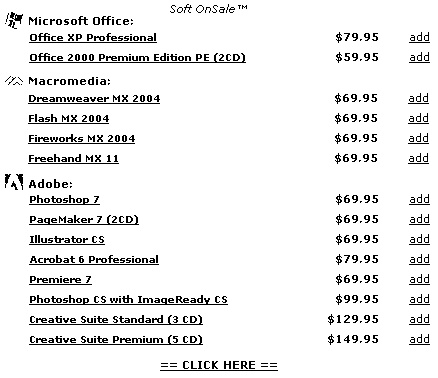 Soft OnSale™
Microsoft Office:
Office XP Professional $79.95 add
Office 2000 Premium Edition PE (2CD) $59.95 add
Macromedia:
Dreamweaver MX 2004 $69.95 add
Flash MX 2004 $69.95 add
Fireworks MX 2004 $69.95 add
Freehand MX 11 $69.95 add
Adobe:
Photoshop 7 $69.95 add
PageMaker 7 (2CD) $69.95 add
Illustrator CS $69.95 add
Acrobat 6 Professional $79.95 add
Premiere 7 $69.95 add
Photoshop CS with ImageReady CS $99.95 add
Creative Suite Standard (3 CD) $129.95 add
Creative Suite Premium (5 CD) $149.95 add
== CLICK HERE ==